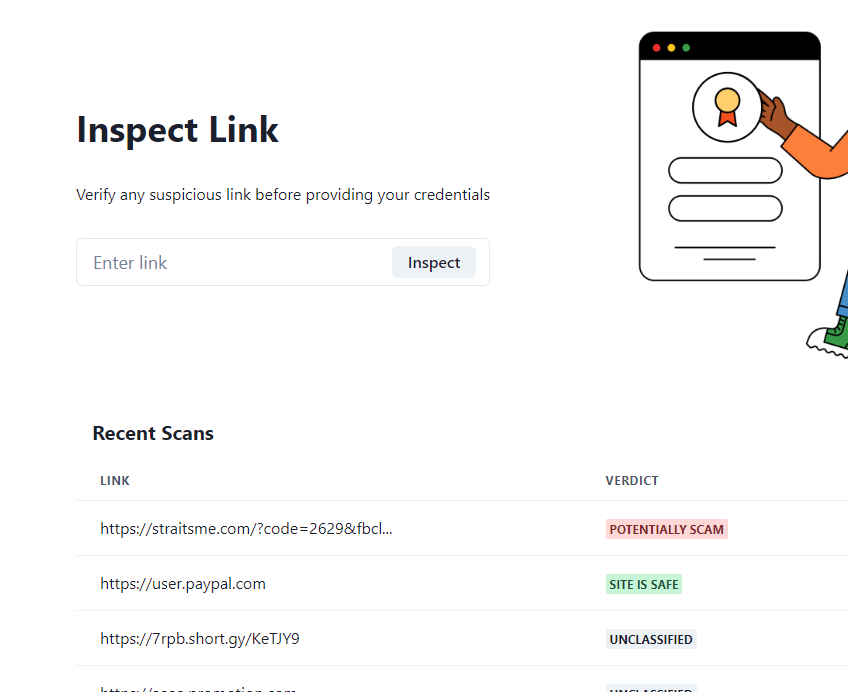 Inspect Link
Verify any suspicious link before providing your credentials
Enter link
Inspect
Recent Scans
LINK VERDICT
https://straitsme.com/?code=2629&fbcl... POTENTIALLY SCAM
https://user.paypal.com SITE IS SAFE
https://7rpb.short.gy/KeTJY9 UNCLASSIFIED
UNCLASSIFIED